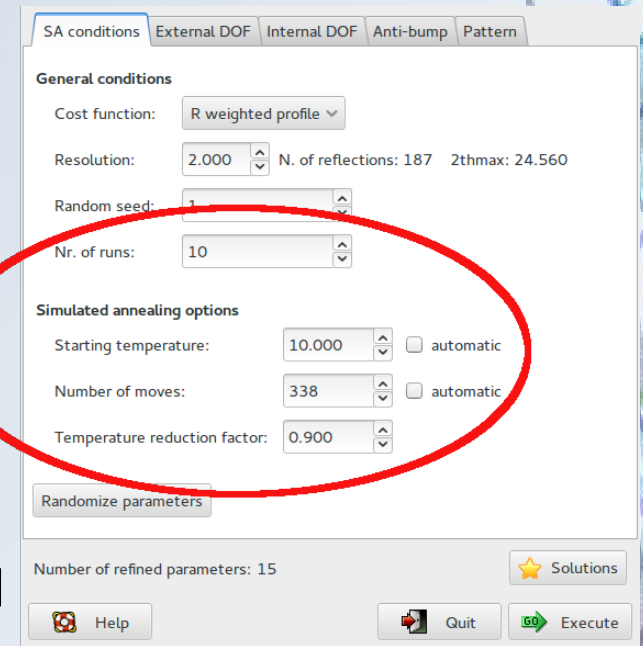 SA conditions External DOF Internal DOF Anti-bump Pattern
General conditions
Cost function: R weighted profile
Resolution: 2.000 N. of reflections: 187 2thmax: 24.560
Random seed: 1
Nr. of runs: 10
Simulated annealing options
Starting temperature: 10.000 automatic
Number of moves: 338 automatic
Temperature reduction factor: 0.900
Randomize parameters
Number of refined parameters: 15 Solutions
Help Quit GO Execute